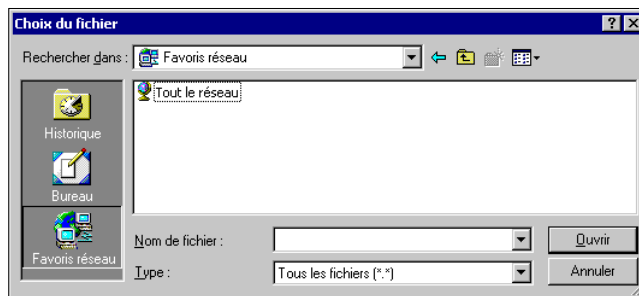 Choix du fichier
Rechercher dans : Favoris réseau
Tout le réseau
Historique
Bureau
Favoris réseau
Nom de fichier : Ouvrir
Type : Tous les fichiers (*.*) Annuler